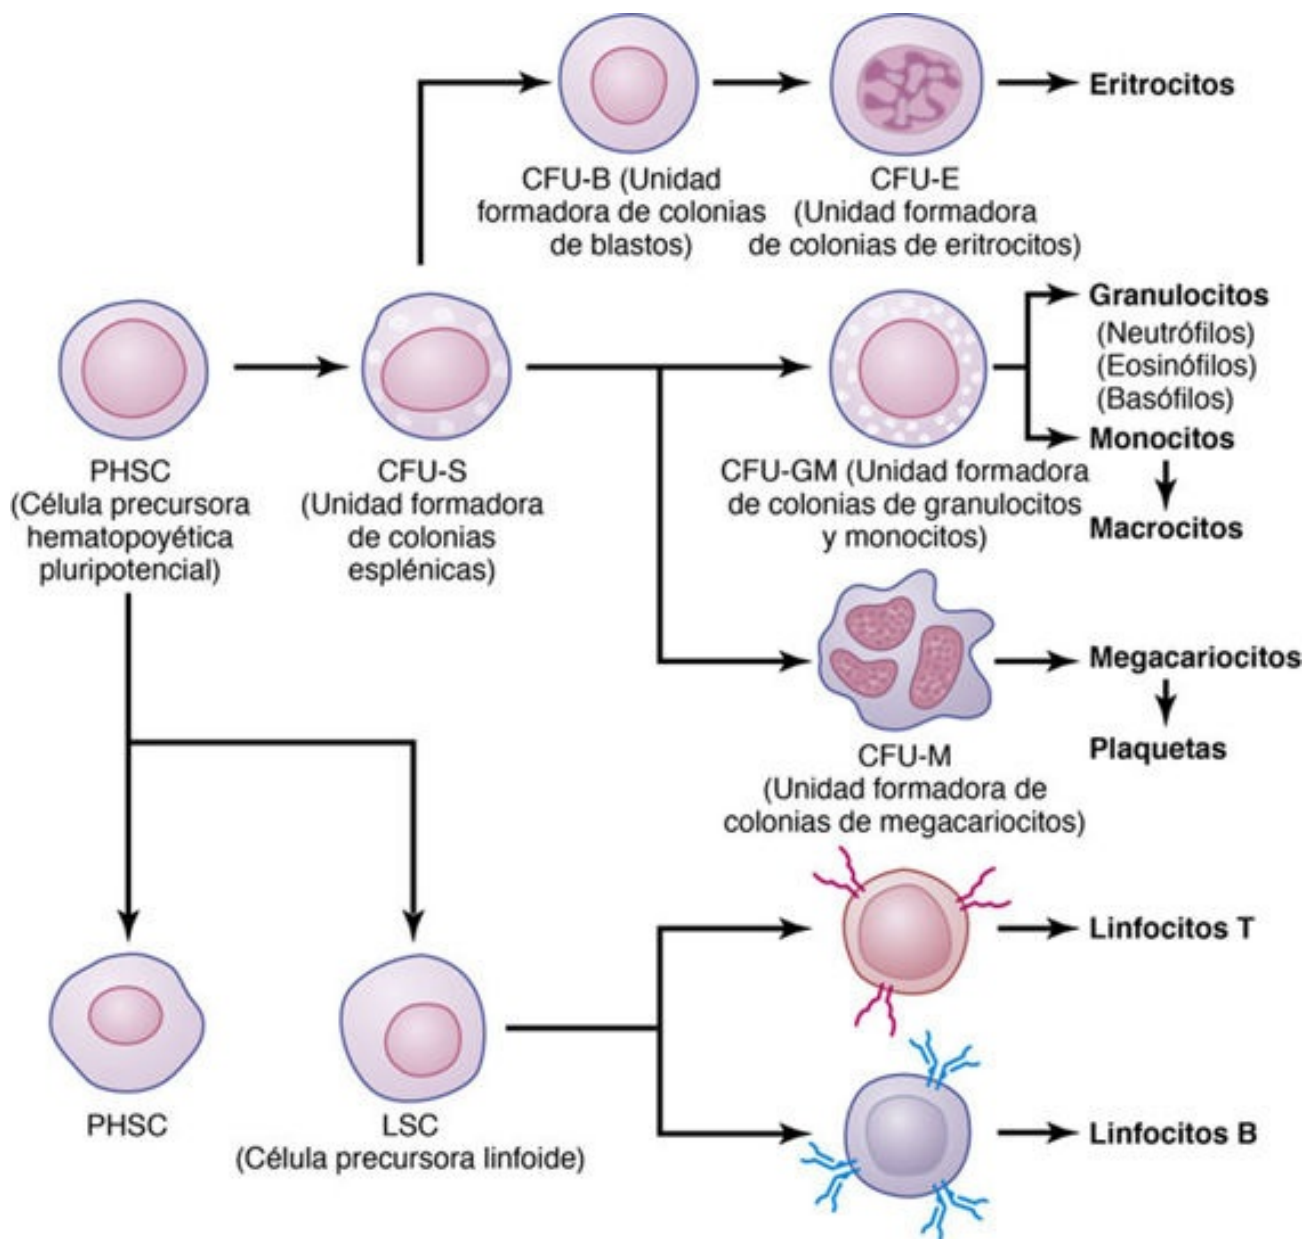 Eritrocitos
CFU-B (Unidad
formadora de colonias
de blastos)
CFU-E
(Unidad formadora
de colonias de eritrocitos)
Granulocitos
(Neutrófilos)
(Eosinófilos)
(Basófilos)
Monocitos
Macrocitos
PHSC
(Célula precursora
hematopoyética
pluripotencial)
CFU-S
(Unidad formadora
de colonias
esplénicas)
CFU-GM (Unidad formadora
de colonias de granulocitos
y monocitos)
Megacariocitos
Plaquetas
CFU-M
(Unidad formadora de
colonias de megacariocitos)
Linfocitos T
PHSC
LSC
(Célula precursora linfoide)
Linfocitos B